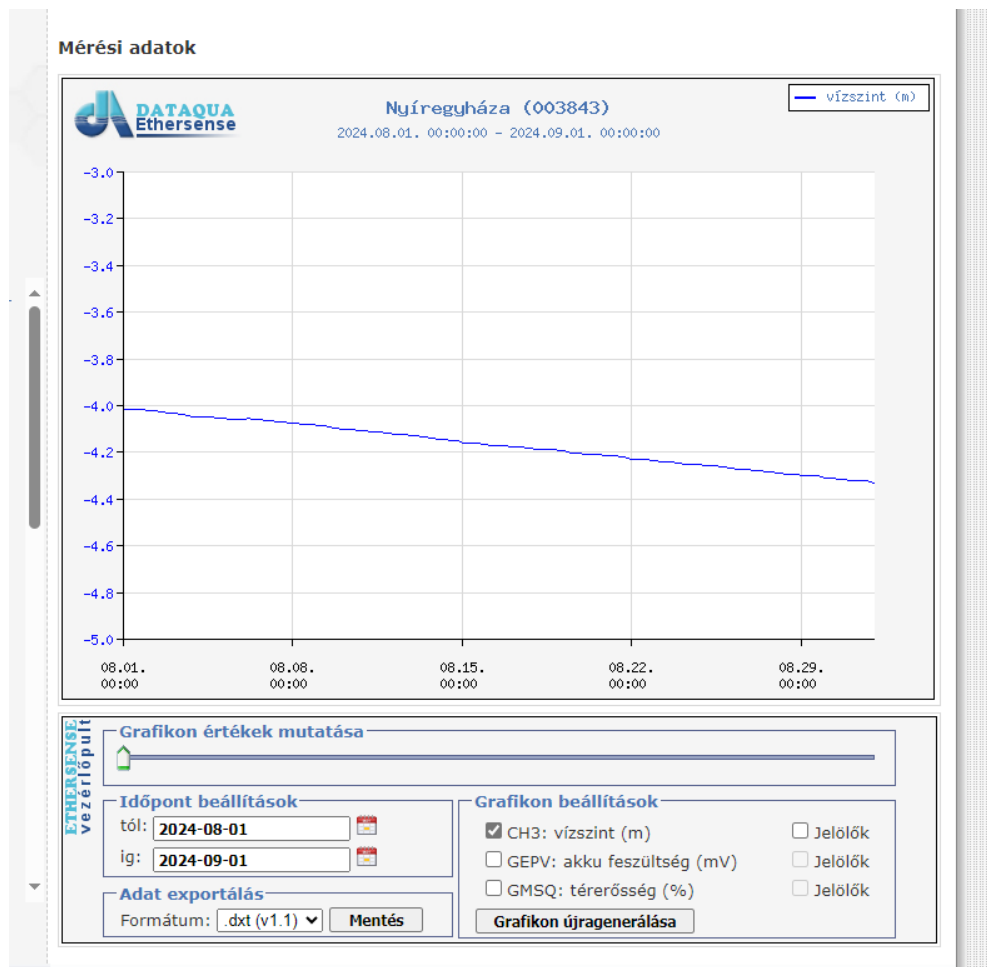 Mérési adatok
DATAQUA
Ethersense
Nyíregyháza (003843)
2024.08.01. 00:00:00 - 2024.09.01. 00:00:00
vízszint (m)
-3.0
-3.2
-3.4
-3.6
-3.8
-4.0
-4.2
-4.4
-4.6
-4.8
-5.0
08.01. 08.08. 08.15. 08.22. 08.29.
00:00 00:00 00:00 00:00 00:00
ETHERSENSE
vezérlőpult
Grafikon értékek mutatása
Időpont beállítások
tól: 2024-08-01
ig: 2024-09-01
Adat exportálás
Formátum: .dxt (v1.1) Mentés
Grafikon beállítások
CH3: vízszint (m) Jelölők
GEPV: akku feszültség (mV) Jelölők
GMSQ: térerősség (%) Jelölők
Grafikon újragenerálása